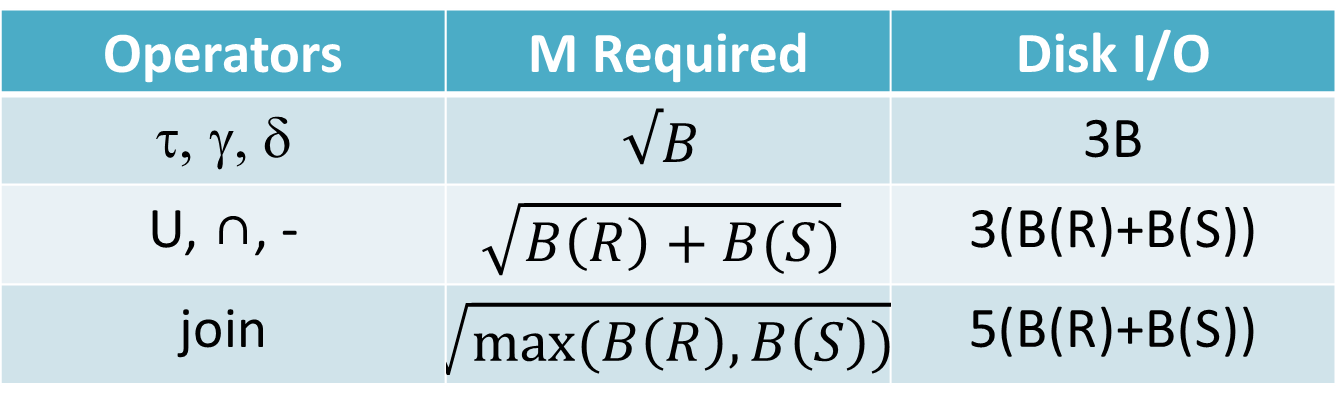 Operators M Required Disk I/O
τ, γ, δ √B 3B
U, ∩, - √B(R) + B(S) 3(B(R)+B(S))
join √max(B(R), B(S)) 5(B(R)+B(S))